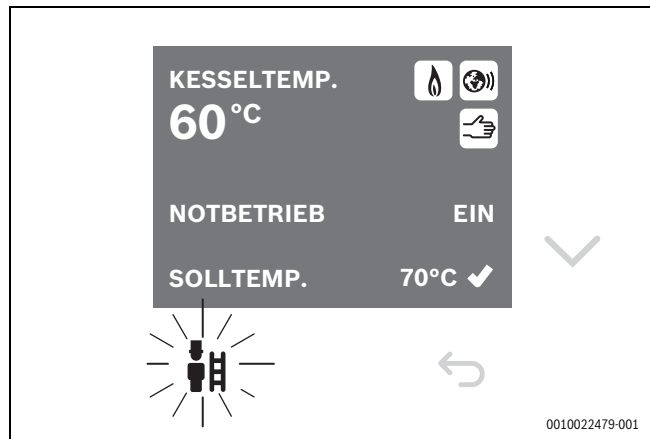 KESSELTEMP.
60°C
NOTBETRIEB EIN
SOLLTEMP. 70°C
0010022479-001